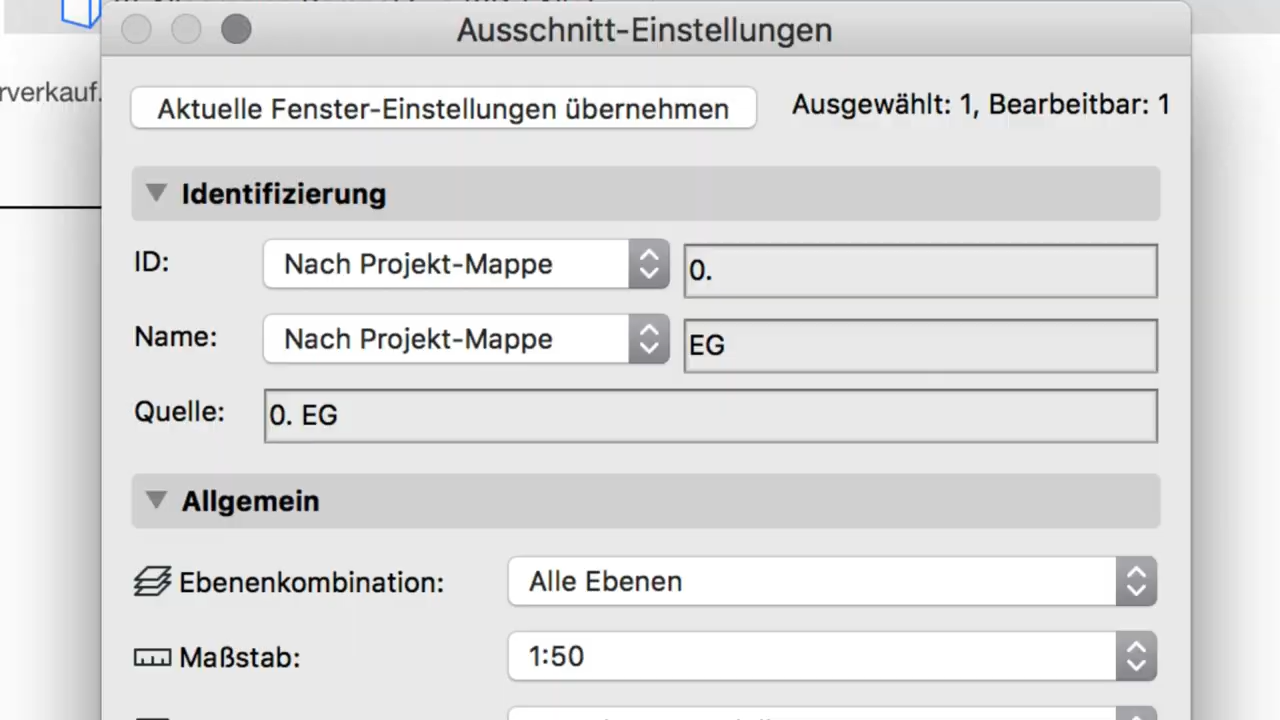 Ausschnitt-Einstellungen
rverkauf.
Aktuelle Fenster-Einstellungen übernehmen
Ausgewählt: 1, Bearbeitbar: 1
Identifizierung
ID: Nach Projekt-Mappe 0.
Name: Nach Projekt-Mappe EG
Quelle: 0. EG
Allgemein
Ebenenkombination: Alle Ebenen
Maßstab: 1:50